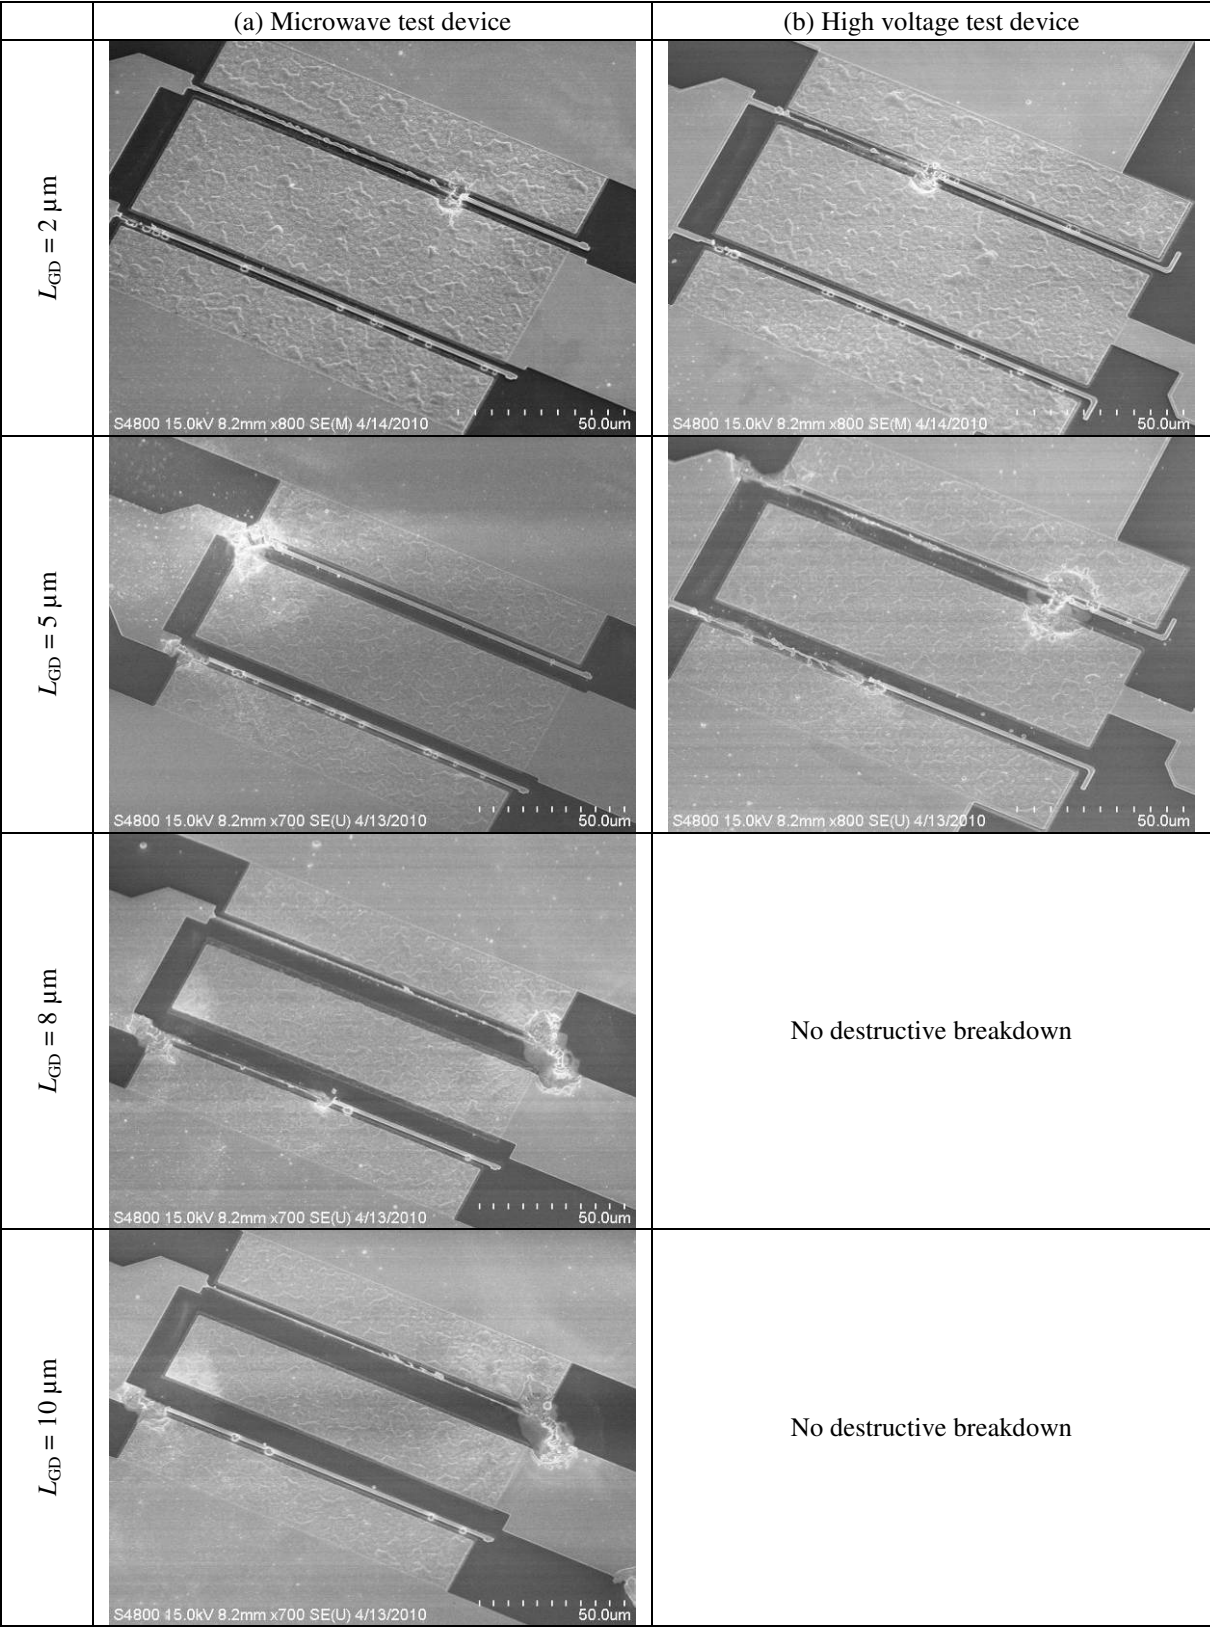 (a) Microwave test device
(b) High voltage test device
L_GD = 2 µm
S4800 15.0kV 8.2mm x800 SE(M) 4/14/2010
50.0um
S4800 15.0kV 8.2mm x800 SE(M) 4/14/2010
50.0um
L_GD = 5 µm
S4800 15.0kV 8.2mm x700 SE(U) 4/13/2010
50.0um
S4800 15.0kV 8.2mm x800 SE(U) 4/13/2010
50.0um
L_GD = 8 µm
S4800 15.0kV 8.2mm x700 SE(U) 4/13/2010
50.0um
No destructive breakdown
L_GD = 10 µm
S4800 15.0kV 8.2mm x700 SE(U) 4/13/2010
50.0um
No destructive breakdown